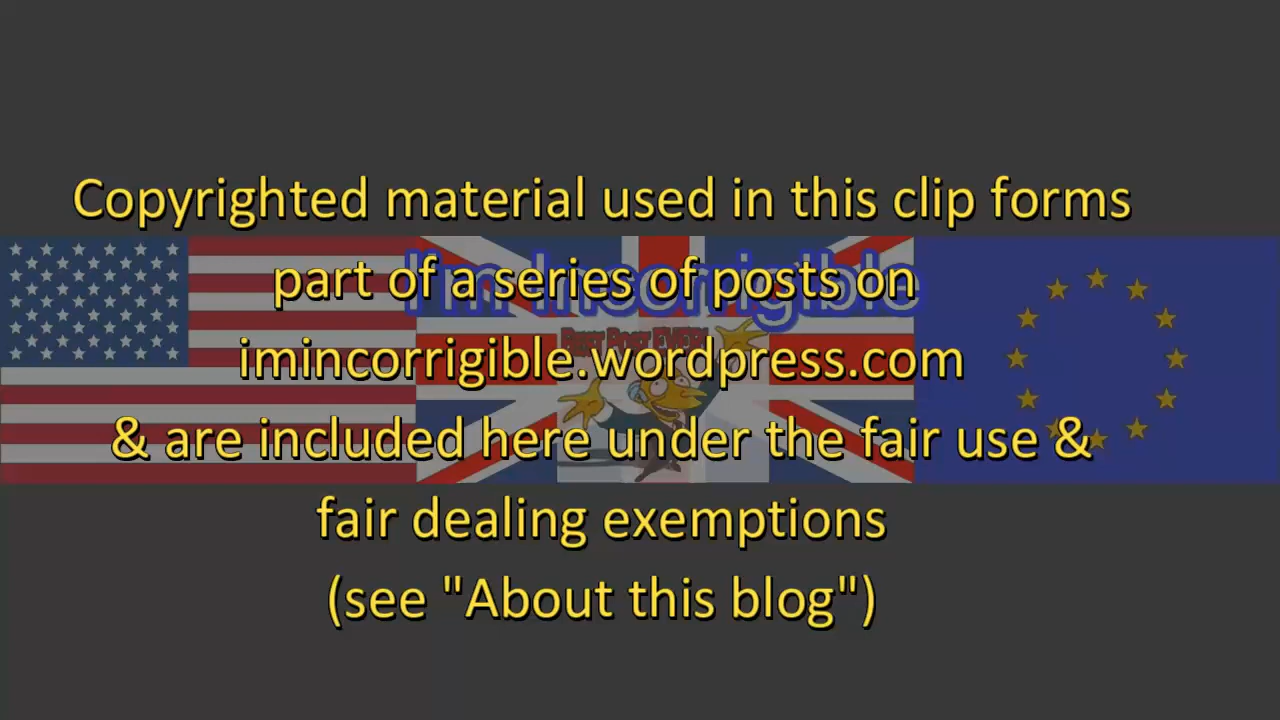 Copyrighted material used in this clip forms
part of a series of posts on
I'm Incorrigible
imincorrigible.wordpress.com
& are included here under the fair use &
fair dealing exemptions
(see "About this blog")